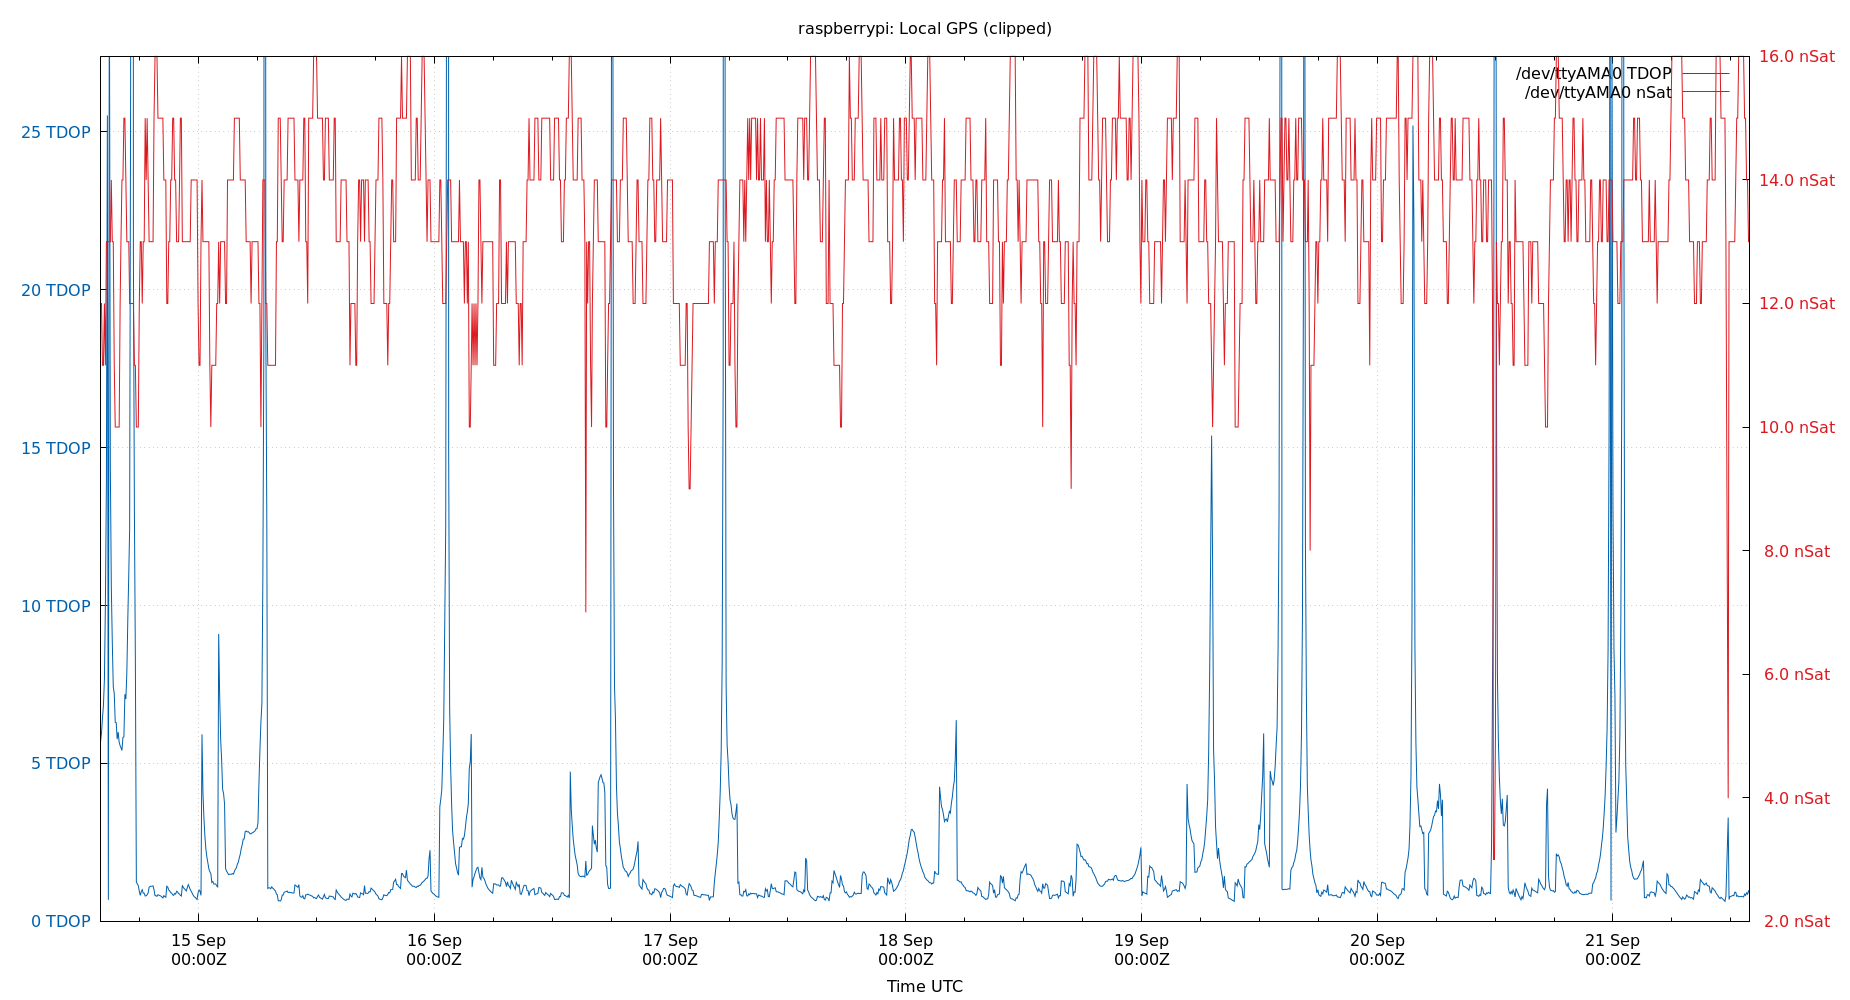 raspberrypi: Local GPS (clipped)
/dev/ttyAMA0 TDOP
/dev/ttyAMA0 nSat
25 TDOP
20 TDOP
15 TDOP
10 TDOP
5 TDOP
0 TDOP
16.0 nSat
14.0 nSat
12.0 nSat
10.0 nSat
8.0 nSat
6.0 nSat
4.0 nSat
2.0 nSat
15 Sep
00:00Z
16 Sep
00:00Z
17 Sep
00:00Z
18 Sep
00:00Z
19 Sep
00:00Z
20 Sep
00:00Z
21 Sep
00:00Z
Time UTC